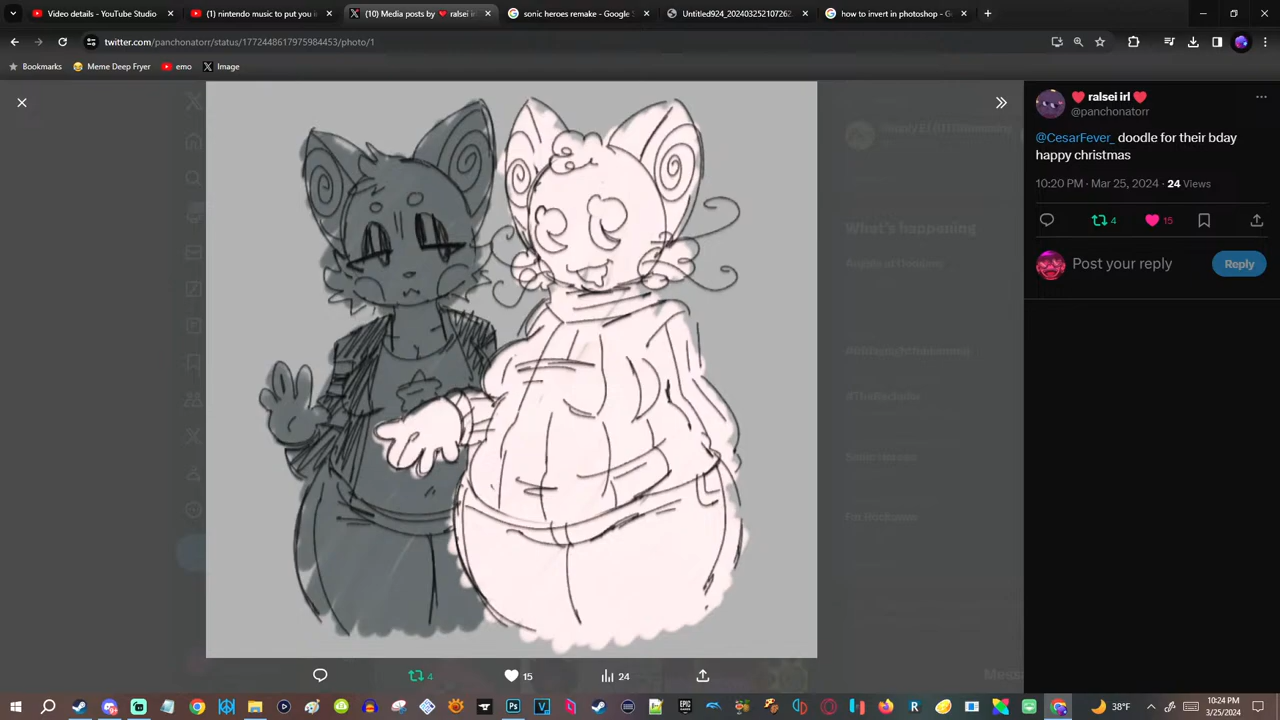 Video details - YouTube Studio
(1) nintendo music to put you i
(10) Media posts by ❤️ ralsei ir
sonic heroes remake - Google S
Untitled924_20240325210726
how to invert in photoshop - G
twitter.com/panchonatorr/status/1772448617975984453/photo/1
Bookmarks
Meme Deep Fryer
emo
Image
❤️ ralsei irl ❤️
@panchonatorr
@CesarFever_ doodle for their bday
happy christmas
10:20 PM · Mar 25, 2024 · 24 Views
4
15
Post your reply
Reply
What's happening
4
15
24
38°F
10:24 PM
3/25/2024